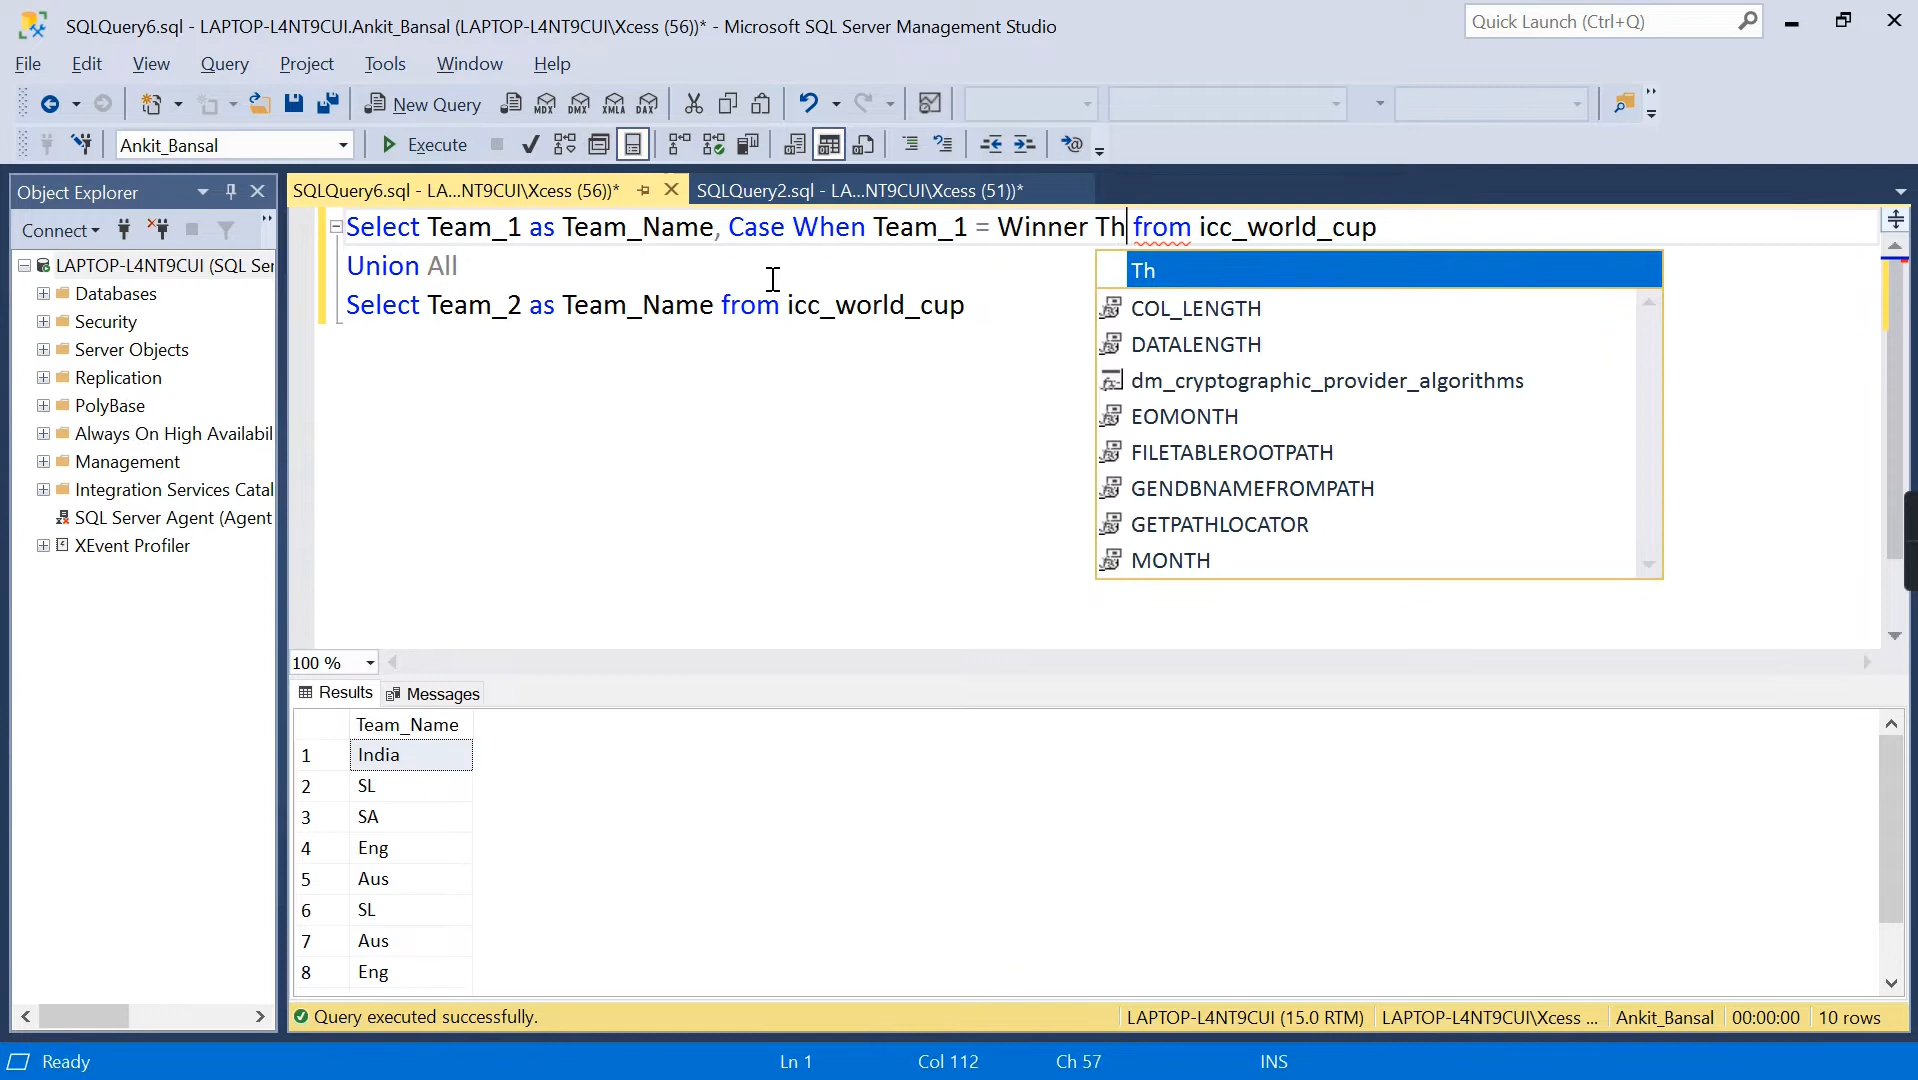 SQLQuery6.sql - LAPTOP-L4NT9CUI.Ankit_Bansal (LAPTOP-L4NT9CUI\Xcess (56))* - Microsoft SQL Server Management Studio
Quick Launch (Ctrl+Q)
File Edit View Query Project Tools Window Help
New Query MDX DMX XMLA DAX
Ankit_Bansal Execute
Object Explorer
SQLQuery6.sql - LA...NT9CUI\Xcess (56))*
SQLQuery2.sql - LA...NT9CUI\Xcess (51))*
Connect
LAPTOP-L4NT9CUI (SQL Ser
Databases
Security
Server Objects
Replication
PolyBase
Always On High Availabil
Management
Integration Services Catal
SQL Server Agent (Agent
XEvent Profiler
Select Team_1 as Team_Name, Case When Team_1 = Winner Th from icc_world_cup
Union All
Select Team_2 as Team_Name from icc_world_cup
Th
COL_LENGTH
DATALENGTH
dm_cryptographic_provider_algorithms
EOMONTH
FILETABLEROOTPATH
GENDBNAMEFROMPATH
GETPATHLOCATOR
MONTH
100 %
Results Messages
Team_Name
1 India
2 SL
3 SA
4 Eng
5 Aus
6 SL
7 Aus
8 Eng
Query executed successfully.
LAPTOP-L4NT9CUI (15.0 RTM) LAPTOP-L4NT9CUI\Xcess ... Ankit_Bansal 00:00:00 10 rows
Ready Ln 1 Col 112 Ch 57 INS